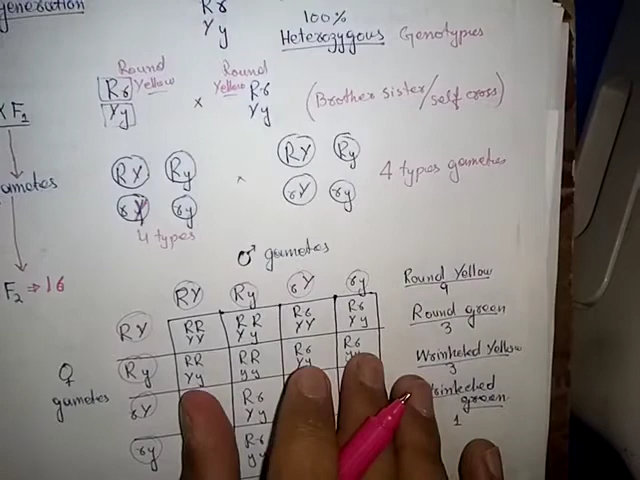 generation
Rr
Yy
100%
Heterozygous Genotypes
Round Round
Yellow Yellow
Rr × Rr
Yy Yy
(Brother sister/self cross)
× F1
RY Ry × RY Ry
rY ry rY ry
4 types gametes
4 types
gametes
F2 ⇒ 16
♂ gametes
RY Ry rY ry
RY RR YY RR Yy Rr YY Rr Yy
Ry RR Yy RR yy Rr Yy Rr
rY Rr Yy
ry Rr yy
♀
gametes
Round Yellow
9
Round green
3
Wrinkeled Yellow
3
green
1